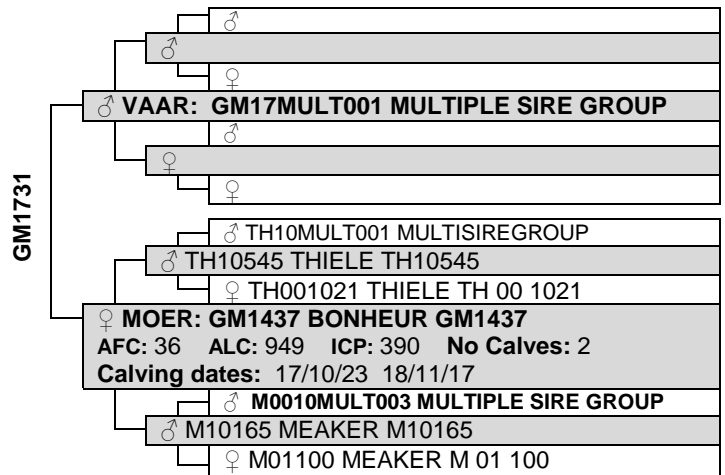 ♂
♂
♀
♂ VAAR: GM17MULT001 MULTIPLE SIRE GROUP
♂
♀
♀
GM1731
♂ TH10MULT001 MULTISIREGROUP
♂ TH10545 THIELE TH10545
♀ TH001021 THIELE TH 00 1021
♀ MOER: GM1437 BONHEUR GM1437
AFC: 36 ALC: 949 ICP: 390 No Calves: 2
Calving dates: 17/10/23 18/11/17
♂ M0010MULT003 MULTIPLE SIRE GROUP
♂ M10165 MEAKER M10165
♀ M01100 MEAKER M 01 100